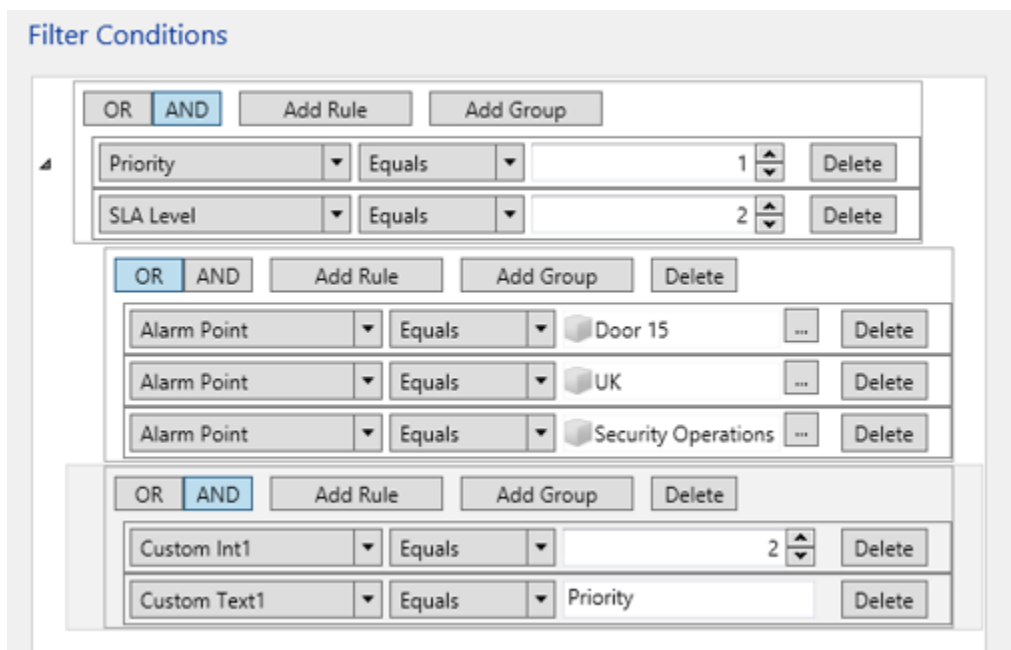 Filter Conditions
OR AND Add Rule Add Group
Priority Equals 1 Delete
SLA Level Equals 2 Delete
OR AND Add Rule Add Group Delete
Alarm Point Equals Door 15 ... Delete
Alarm Point Equals UK ... Delete
Alarm Point Equals Security Operations ... Delete
OR AND Add Rule Add Group Delete
Custom Int1 Equals 2 Delete
Custom Text1 Equals Priority Delete